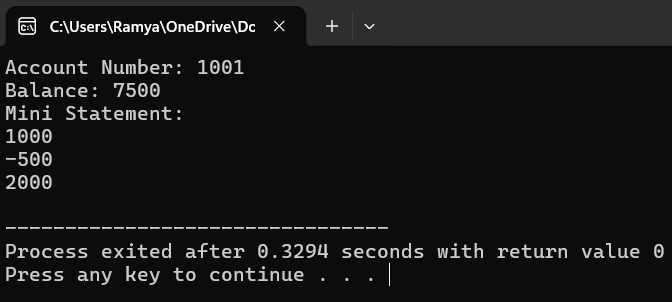 C:\Users\Ramya\OneDrive\Do
Account Number: 1001
Balance: 7500
Mini Statement:
1000
-500
2000
--------------------------------
Process exited after 0.3294 seconds with return value 0
Press any key to continue . . .